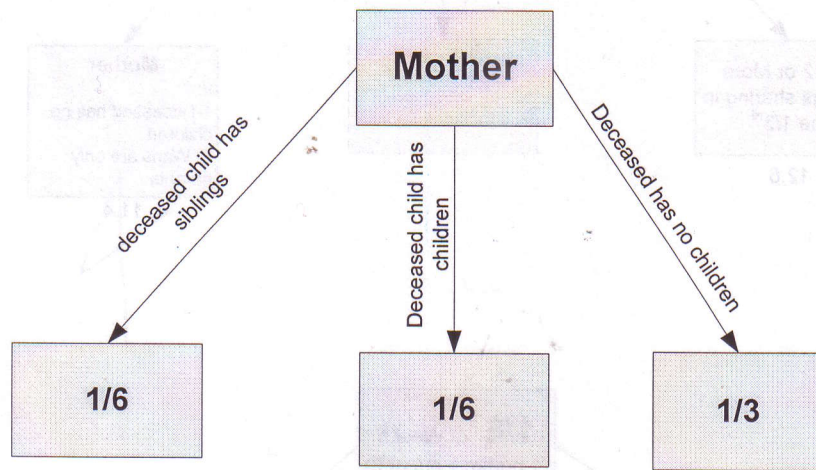 Mother
deceased child has
siblings
Deceased child has
children
Deceased has no children
1/6
1/6
1/3